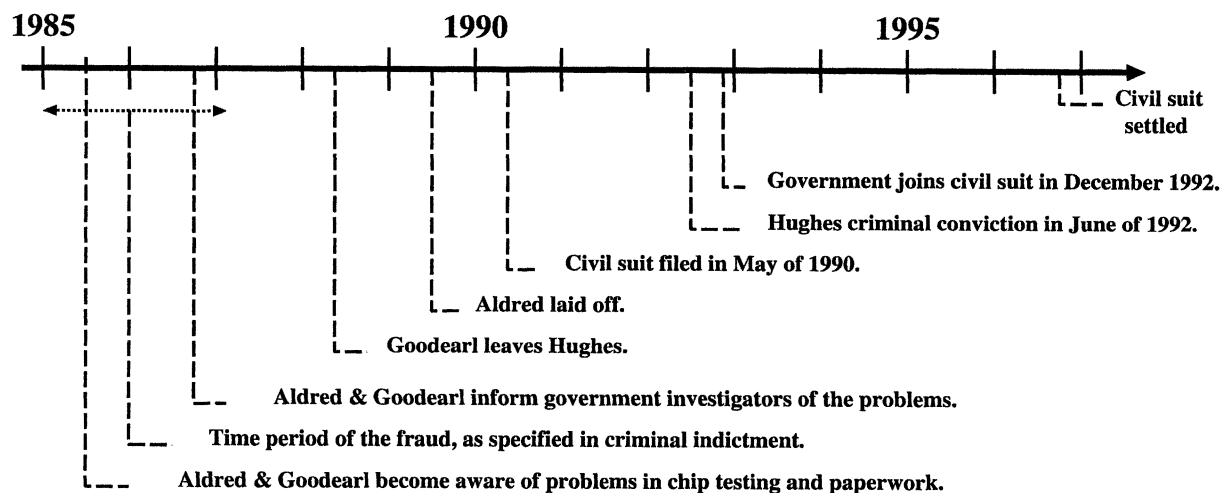 1985 1990 1995
Civil suit
settled
Government joins civil suit in December 1992.
Hughes criminal conviction in June of 1992.
Civil suit filed in May of 1990.
Aldred laid off.
Goodearl leaves Hughes.
Aldred & Goodearl inform government investigators of the problems.
Time period of the fraud, as specified in criminal indictment.
Aldred & Goodearl become aware of problems in chip testing and paperwork.